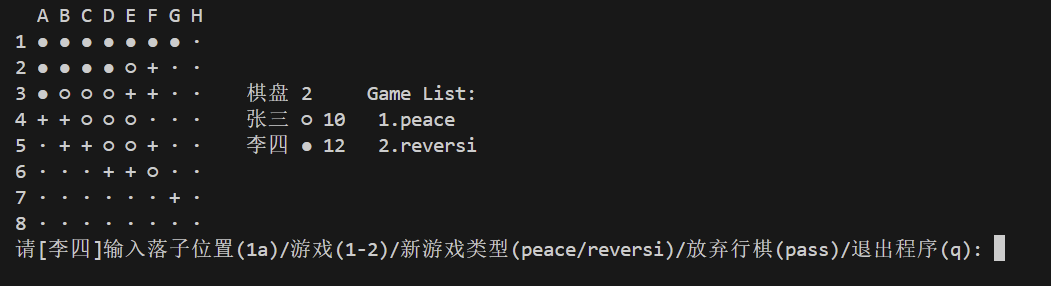 A B C D E F G H
1 ● ● ● ● ● ● ● ·
2 ● ● ● ● ○ + · ·
3 ● ○ ○ ○ + + · · 棋盘 2 Game List:
4 + + ○ ○ ○ · · · 张三 ○ 10 1.peace
5 · + + ○ ○ + · · 李四 ● 12 2.reversi
6 · · · + + ○ · ·
7 · · · · · · + ·
8 · · · · · · · ·
请[李四]输入落子位置(1a)/游戏(1-2)/新游戏类型(peace/reversi)/放弃行棋(pass)/退出程序(q):